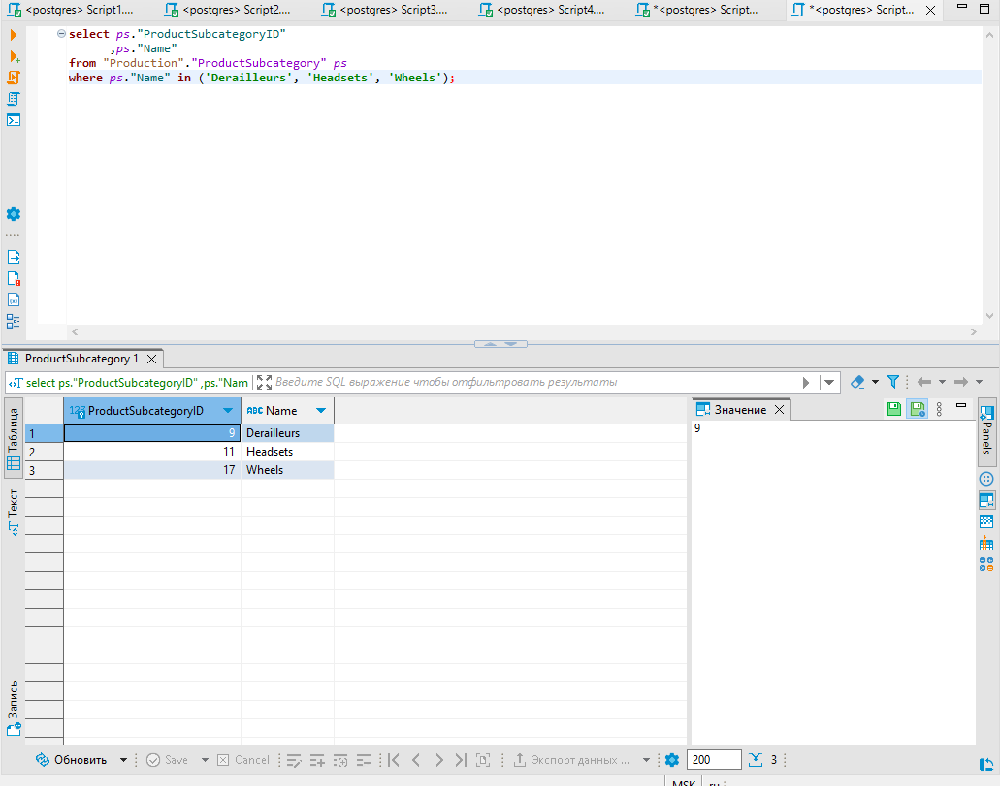 <postgres> Script1....
<postgres> Script2....
<postgres> Script3....
<postgres> Script4....
*<postgres> Script...
*<postgres> Script...
select ps."ProductSubcategoryID"
,ps."Name"
from "Production"."ProductSubcategory" ps
where ps."Name" in ('Derailleurs', 'Headsets', 'Wheels');
ProductSubcategory 1
select ps."ProductSubcategoryID" ,ps."Nam
Введите SQL выражение чтобы отфильтровать результаты
Таблица
Текст
Запись
123 ProductSubcategoryID
ABC Name
1 9 Derailleurs
2 11 Headsets
3 17 Wheels
Значение
9
Panels
Обновить
Save
Cancel
Экспорт данных ...
200
3
MSK
ru